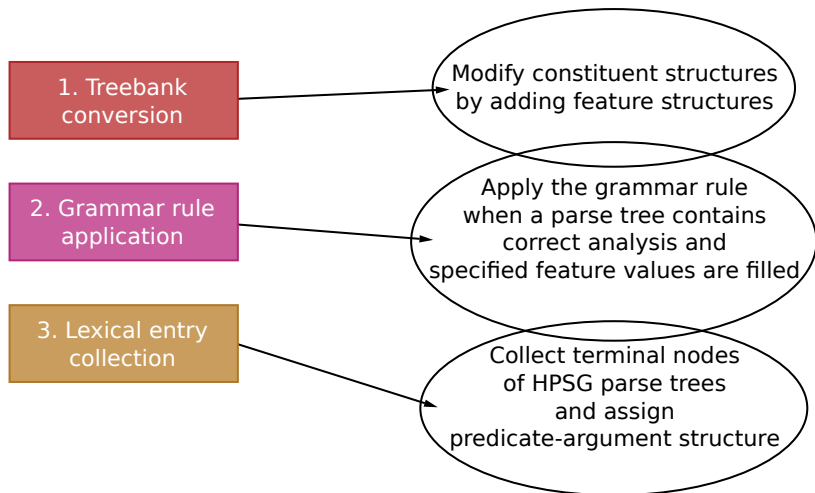 1. Treebank
conversion
Modify constituent structures
by adding feature structures
2. Grammar rule
application
Apply the grammar rule
when a parse tree contains
correct analysis and
specified feature values are filled
3. Lexical entry
collection
Collect terminal nodes
of HPSG parse trees
and assign
predicate-argument structure